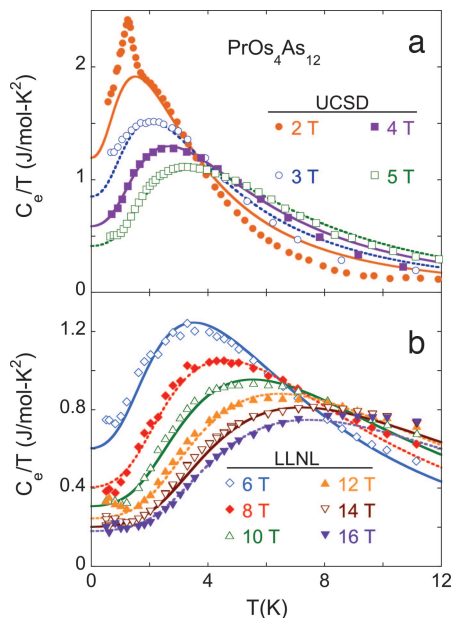 a
PrOs₄As₁₂
UCSD
2 T
4 T
3 T
5 T
Cₑ/T (J/mol-K²)
2
1
0
b
LLNL
6 T
12 T
8 T
14 T
10 T
16 T
Cₑ/T (J/mol-K²)
1.2
0.8
0.4
0
0
4
8
12
T(K)